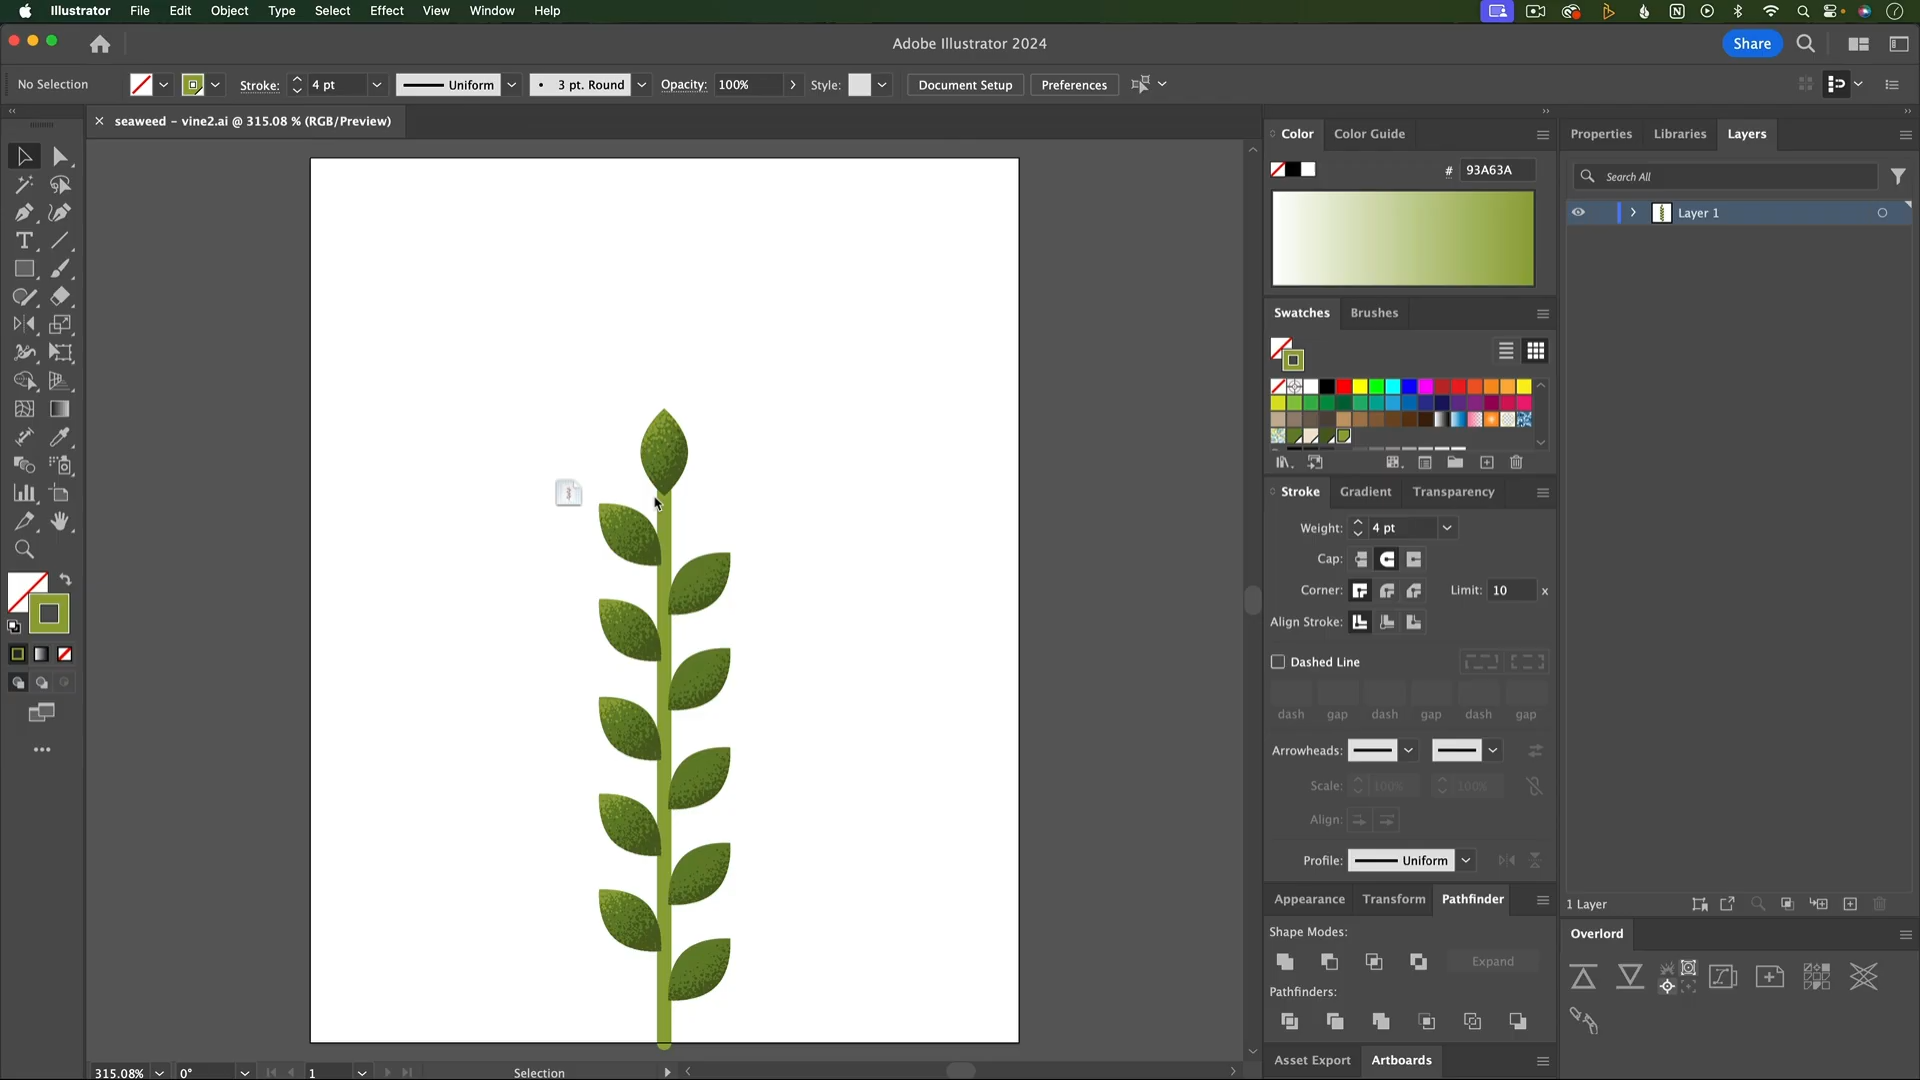 Illustrator File Edit Object Type Select Effect View Window Help
Adobe Illustrator 2024
Share
No Selection
Stroke: 4 pt
Uniform
3 pt. Round
Opacity: 100%
Style:
Document Setup
Preferences
seaweed - vine2.ai @ 315.08 % (RGB/Preview)
Color Color Guide
# 93A63A
Swatches Brushes
Stroke Gradient Transparency
Weight: 4 pt
Cap:
Corner:
Limit: 10 x
Align Stroke:
Dashed Line
dash gap dash gap dash gap
Arrowheads:
Scale: 100% 100%
Align:
Profile: Uniform
Appearance Transform Pathfinder
Shape Modes:
Expand
Pathfinders:
Asset Export Artboards
Properties Libraries Layers
Search All
Layer 1
1 Layer
Overlord
315.08% 0° 1 Selection